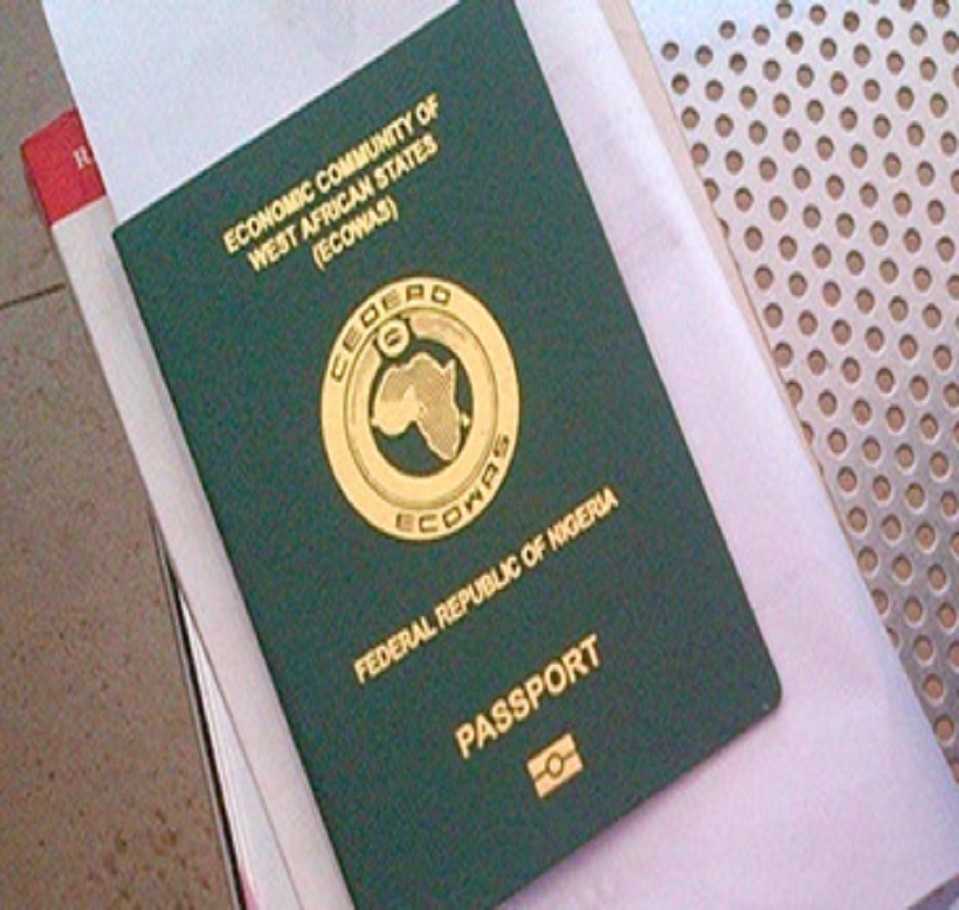 R
ECONOMIC COMMUNITY OF
WEST AFRICAN STATES
(ECOWAS)
CEDEAO
ECOWAS
FEDERAL REPUBLIC OF NIGERIA
PASSPORT